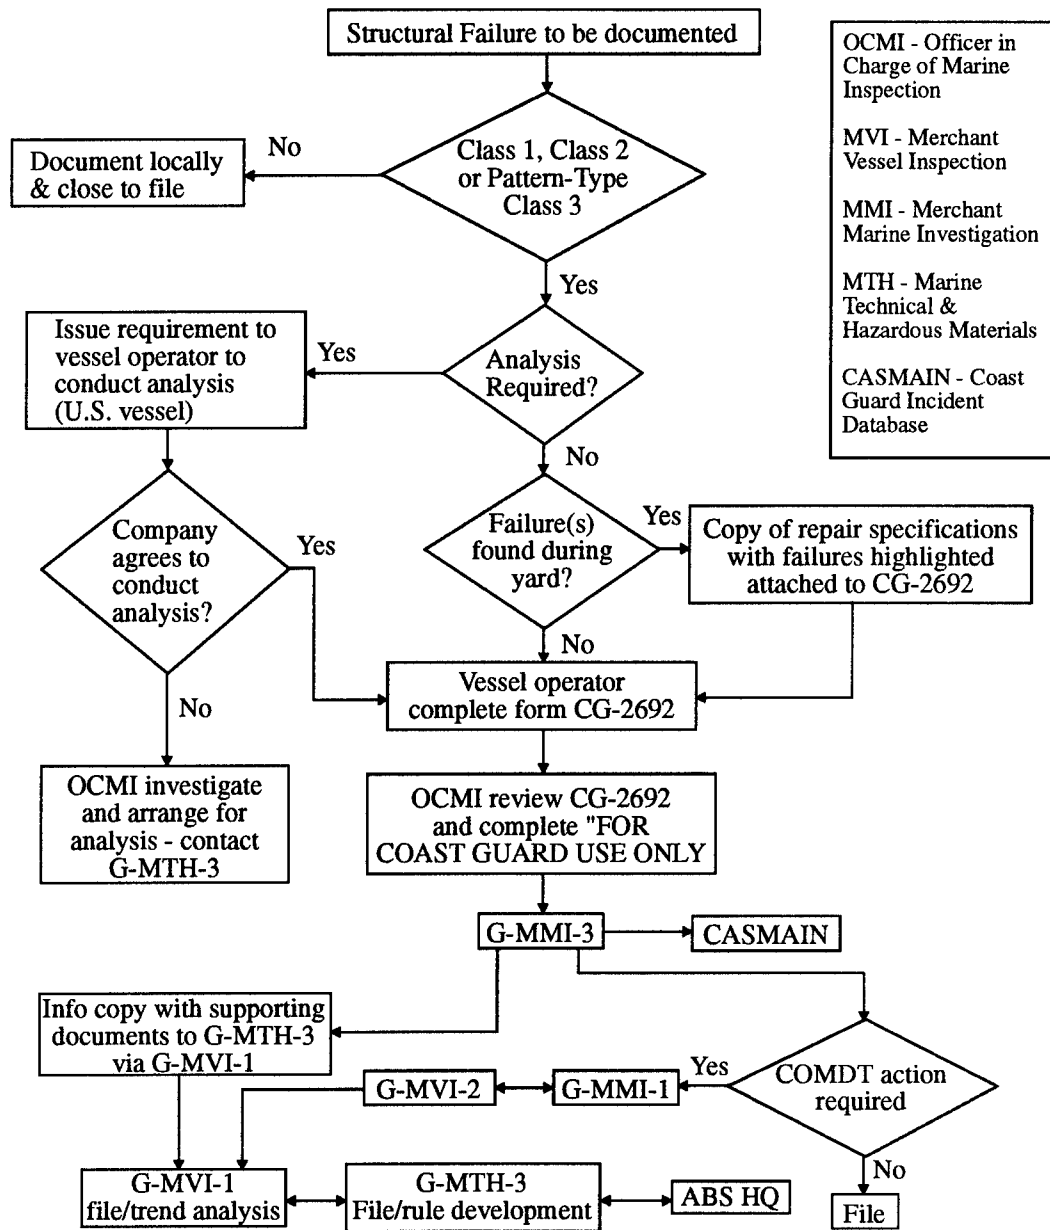 Structural Failure to be documented
OCMI - Officer in
Charge of Marine
Inspection
MVI - Merchant
Vessel Inspection
MMI - Merchant
Marine Investigation
MTH - Marine
Technical &
Hazardous Materials
CASMAIN - Coast
Guard Incident
Database
Class 1, Class 2
or Pattern-Type
Class 3
No
Document locally
& close to file
Yes
Analysis
Required?
Yes
Issue requirement to
vessel operator to
conduct analysis
(U.S. vessel)
No
Company
agrees to
conduct
analysis?
Yes
Failure(s)
found during
yard?
Yes
Copy of repair specifications
with failures highlighted
attached to CG-2692
No
Vessel operator
complete form CG-2692
No
OCMI investigate
and arrange for
analysis - contact
G-MTH-3
OCMI review CG-2692
and complete "FOR
COAST GUARD USE ONLY
G-MMI-3
CASMAIN
Info copy with supporting
documents to G-MTH-3
via G-MVI-1
COMDT action
required
Yes
G-MMI-1
G-MVI-2
No
File
G-MVI-1
file/trend analysis
G-MTH-3
File/rule development
ABS HQ